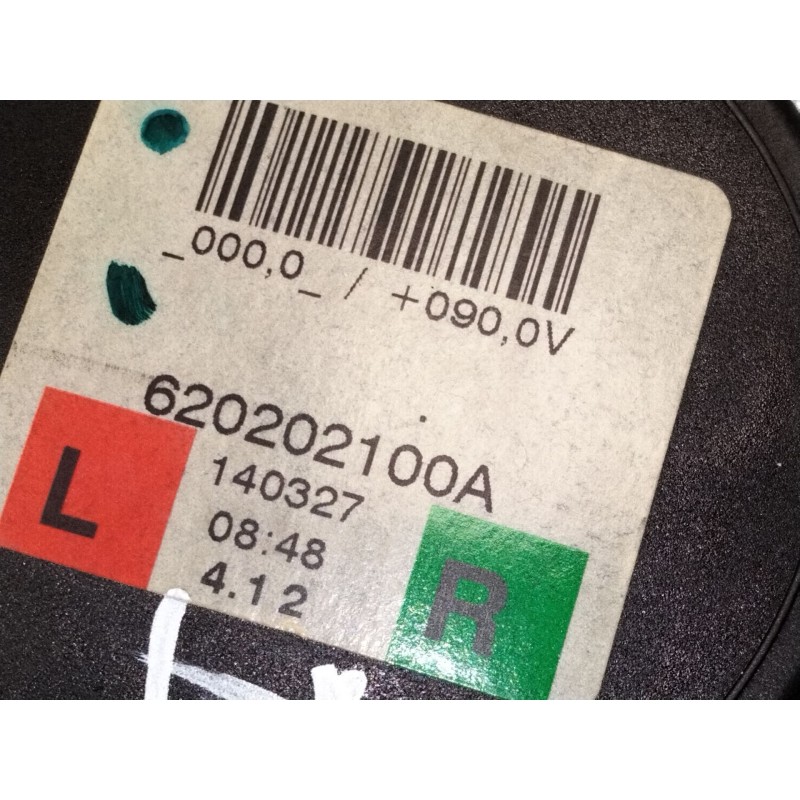 _000,0_ / +090,0V
620202100A
L
140327
08:48
4.12
R